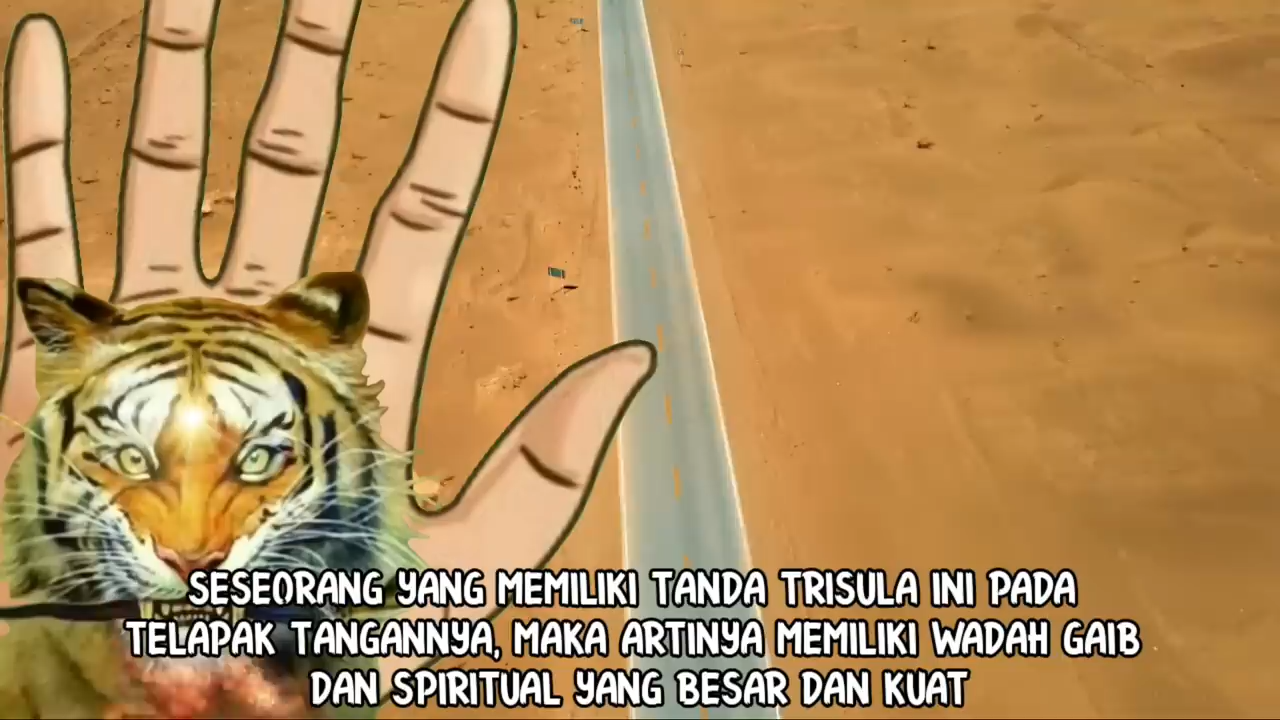 SESEORANG YANG MEMILIKI TANDA TRISULA INI PADA
TELAPAK TANGANNYA, MAKA ARTINYA MEMILIKI WADAH GAIB
DAN SPIRITUAL YANG BESAR DAN KUAT